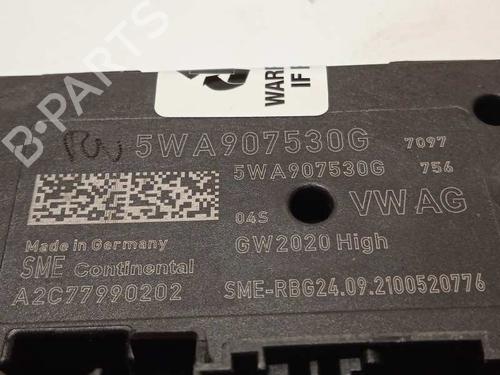 WARR
IF R
5WA907530G 7097
5WA907530G 756
04S VW AG
Made in Germany GW2020 High
SME Continental
A2C77990202 SME-RBG24.09.2100520776
B-PARTS